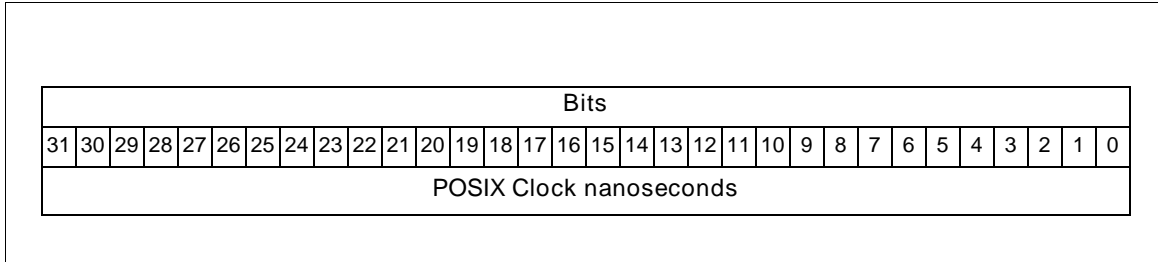 Bits
31 30 29 28 27 26 25 24 23 22 21 20 19 18 17 16 15 14 13 12 11 10 9 8 7 6 5 4 3 2 1 0
POSIX Clock nanoseconds